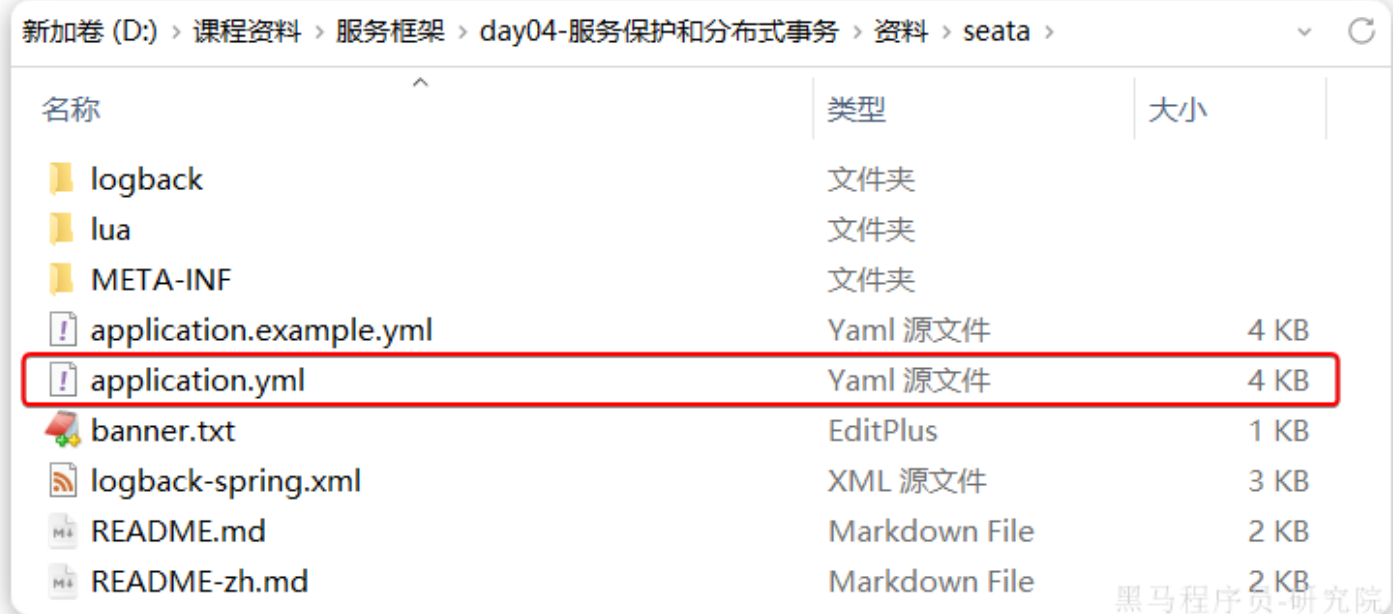 新加卷 (D:) › 课程资料 › 服务框架 › day04-服务保护和分布式事务 › 资料 › seata ›
名称 类型 大小
logback 文件夹
lua 文件夹
META-INF 文件夹
application.example.yml Yaml 源文件 4 KB
application.yml Yaml 源文件 4 KB
banner.txt EditPlus 1 KB
logback-spring.xml XML 源文件 3 KB
README.md Markdown File 2 KB
README-zh.md Markdown File 2 KB
黑马程序员-研究院